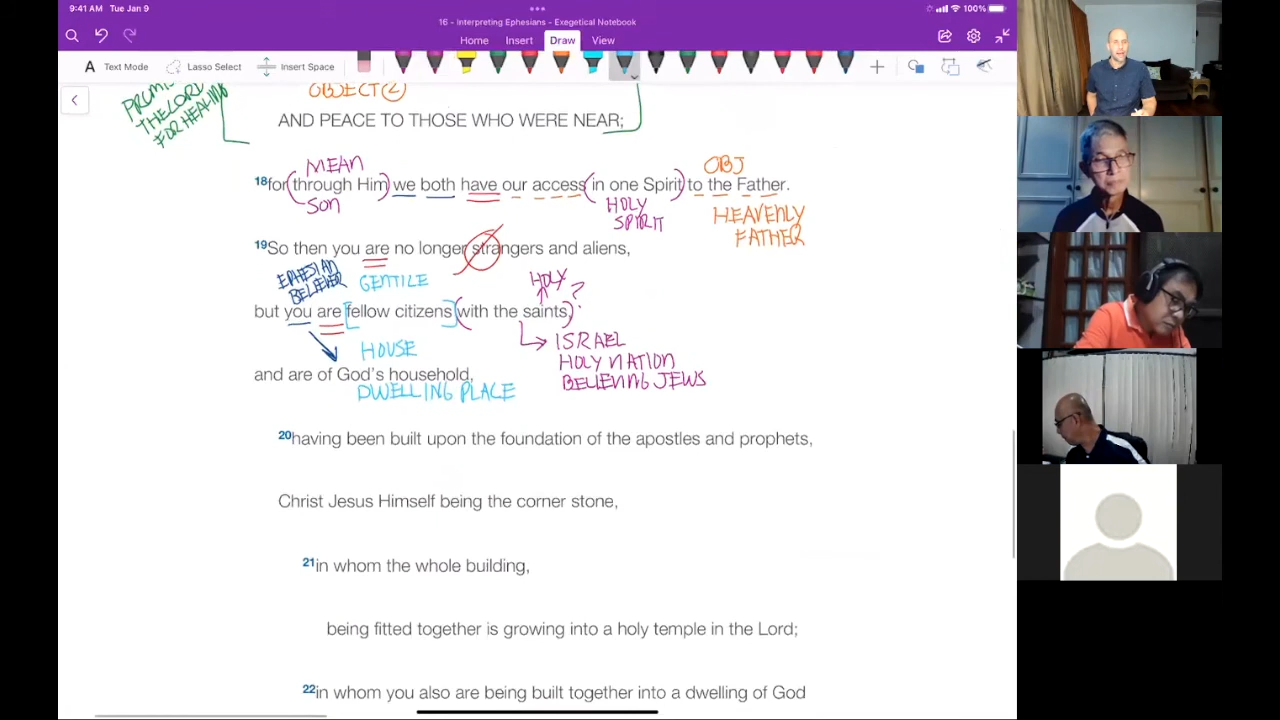 9:41 AM Tue Jan 9
100%
16 - Interpreting Ephesians - Exegetical Notebook
Home Insert Draw View
A Text Mode Lasso Select Insert Space
PROMI
THE LORD
FOR HEALING
OBJECT (2)
AND PEACE TO THOSE WHO WERE NEAR;
MEAN
OBJ
18for (through Him) we both have our access (in one Spirit) to the Father.
SON
HOLY
SPIRIT
HEAVENLY
FATHER
19So then you are no longer strangers and aliens,
EPHESIAN
BELIEVER
GENTILE
HOLY
?
but you are [fellow citizens] (with the saints,)
HOUSE
ISRAEL
HOLY NATION
BELIEVING JEWS
and are of God's household,
DWELLING PLACE
20having been built upon the foundation of the apostles and prophets,
Christ Jesus Himself being the corner stone,
21in whom the whole building,
being fitted together is growing into a holy temple in the Lord;
22in whom you also are being built together into a dwelling of God